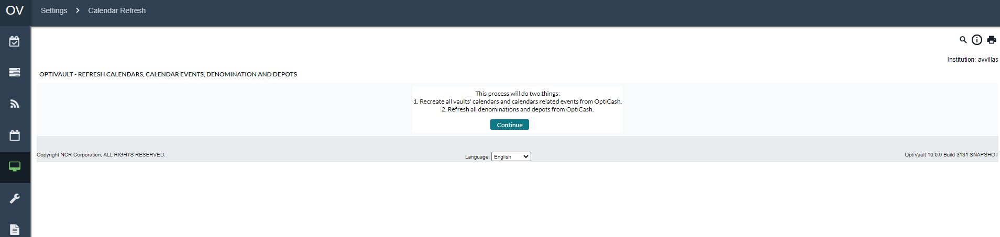 OV
Settings > Calendar Refresh
Institution: avvillas
OPTIVAULT - REFRESH CALENDARS, CALENDAR EVENTS, DENOMINATION AND DEPOTS
This process will do two things:
1. Recreate all vaults' calendars and calendars related events from OptiCash.
2. Refresh all denominations and depots from OptiCash.
Continue
Copyright NCR Corporation, ALL RIGHTS RESERVED.
Language: English
OptiVault 10.0.0 Build 3131 SNAPSHOT